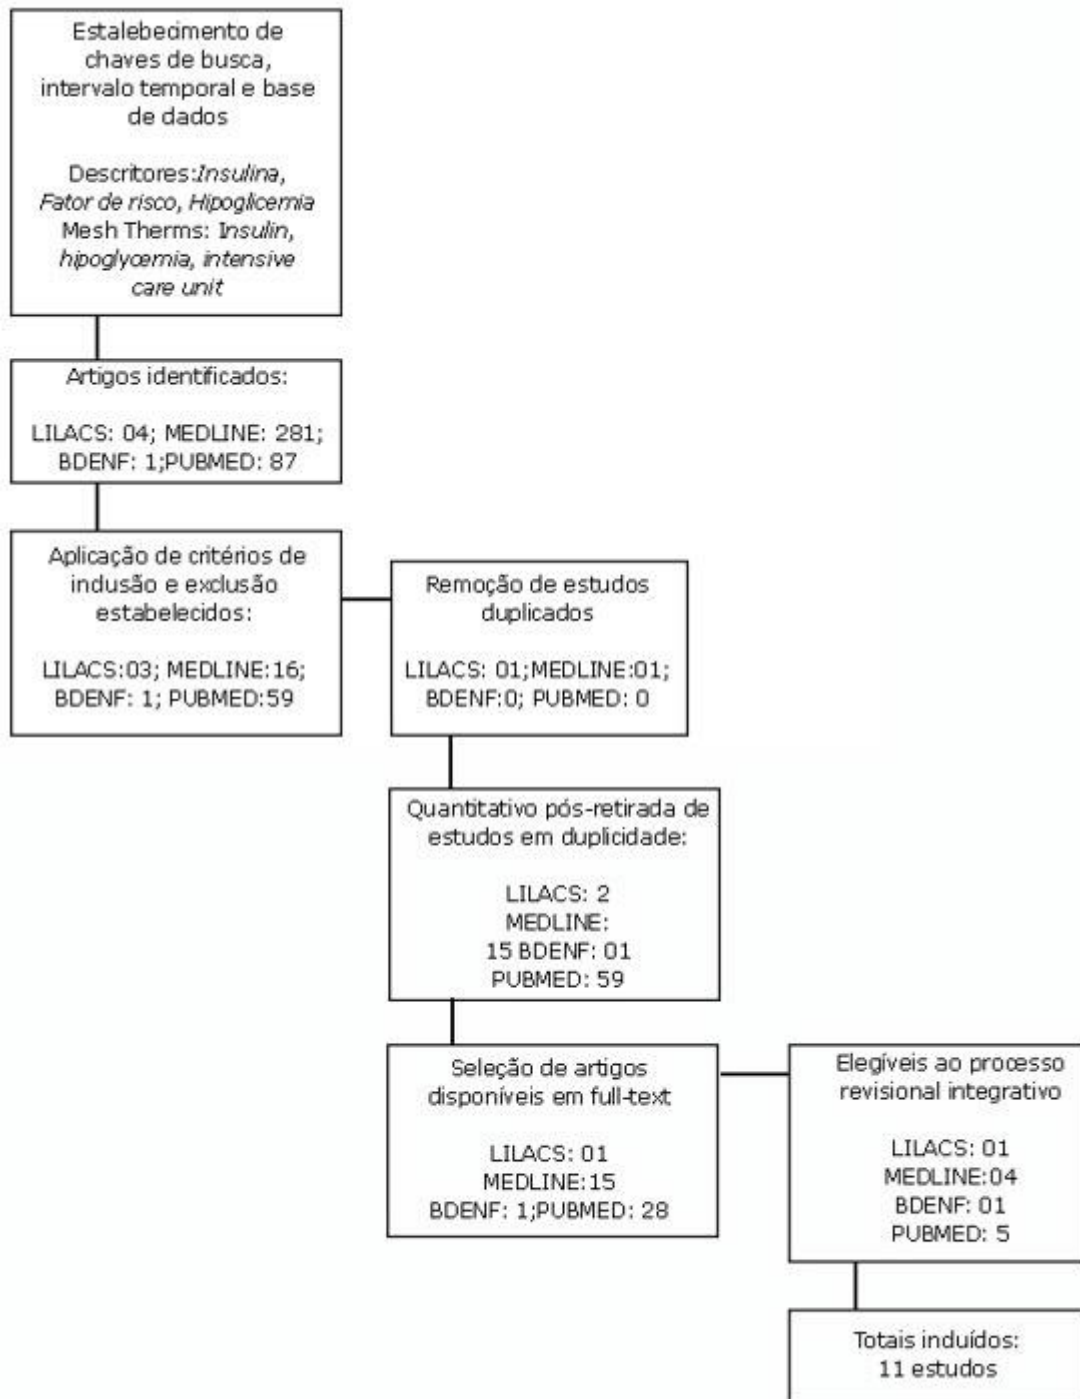 Estalebecimento de
chaves de busca,
intervalo temporal e base
de dados
Descritores:Insulina,
Fator de risco, Hipoglicemia
Mesh Therms: Insulin,
hipoglycemia, intensive
care unit
Artigos identificados:
LILACS: 04; MEDLINE: 281;
BDENF: 1;PUBMED: 87
Aplicação de critérios de
indusão e exclusão
estabelecidos:
LILACS:03; MEDLINE:16;
BDENF: 1; PUBMED:59
Remoção de estudos
duplicados
LILACS: 01;MEDLINE:01;
BDENF:0; PUBMED: 0
Quantitativo pós-retirada de
estudos em duplicidade:
LILACS: 2
MEDLINE:
15 BDENF: 01
PUBMED: 59
Seleção de artigos
disponíveis em full-text
LILACS: 01
MEDLINE:15
BDENF: 1;PUBMED: 28
Elegíveis ao processo
revisional integrativo
LILACS: 01
MEDLINE:04
BDENF: 01
PUBMED: 5
Totais induídos:
11 estudos